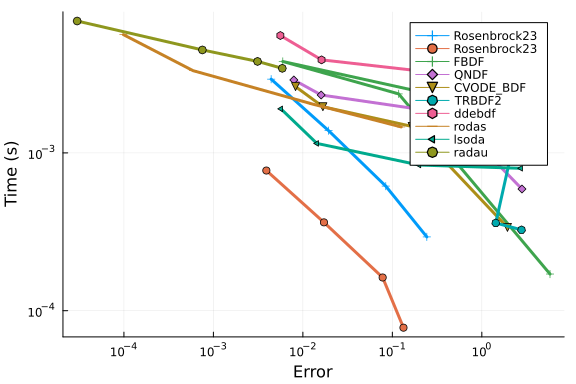 Rosenbrock23
Rosenbrock23
FBDF
QNDF
CVODE_BDF
TRBDF2
ddebdf
rodas
lsoda
radau
Time (s)
10⁻³
10⁻⁴
10⁻⁴ 10⁻³ 10⁻² 10⁻¹ 10⁰
Error